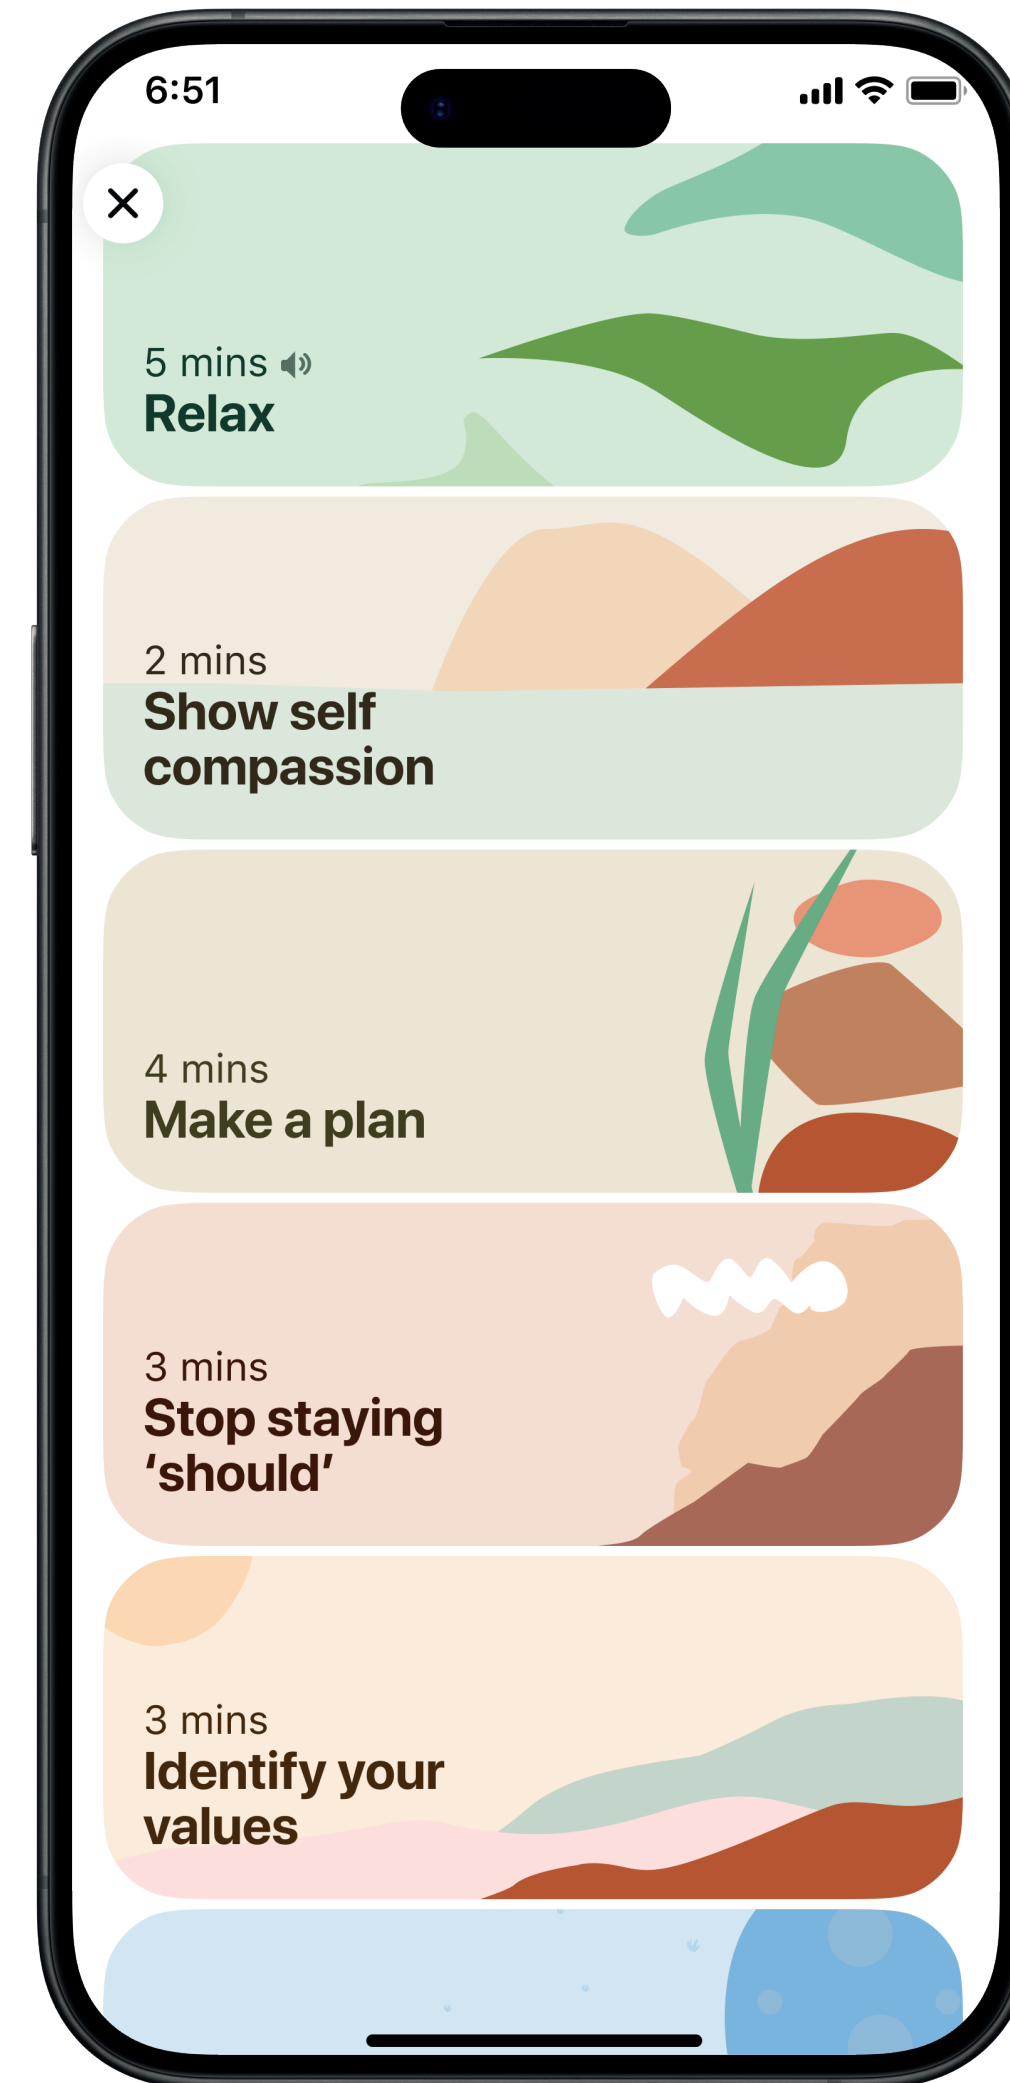 6:51
5 mins
Relax
2 mins
Show self
compassion
4 mins
Make a plan
3 mins
Stop staying
‘should’
3 mins
Identify your
values